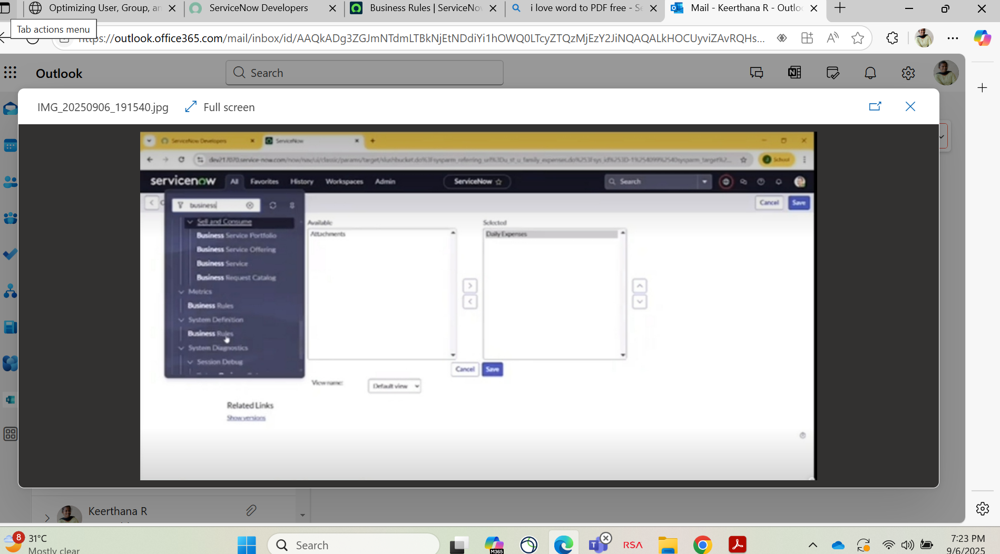 Optimizing User, Group, an
ServiceNow Developers
Business Rules | ServiceNo
i love word to PDF free - Se
Mail - Keerthana R - Outlo
Tab actions menu
https://outlook.office365.com/mail/inbox/id/AAQkADg3ZGJmNTdmLTBkNjEtNDdiYi1hOWQ0LTcyZTQzMjEzY2JiNQAQALkHOCUyviZAvRQHs...
Outlook
Search
IMG_20250906_191540.jpg
Full screen
ServiceNow Developers
ServiceNow
School
servicenow
All
Favorites
History
Workspaces
Admin
ServiceNow
Search
business
Cancel
Save
Sell and Consume
Business Service Portfolio
Business Service Offering
Business Service
Business Request Catalog
Metrics
Business Rules
System Definition
Business Rules
System Diagnostics
Session Debug
Available
Attachments
Selected
Daily Expenses
Cancel
Save
View name:
Default view
Related Links
Show versions
Keerthana R
8
31°C
Mostly clear
Search
M365
RSA
7:23 PM
9/6/2025